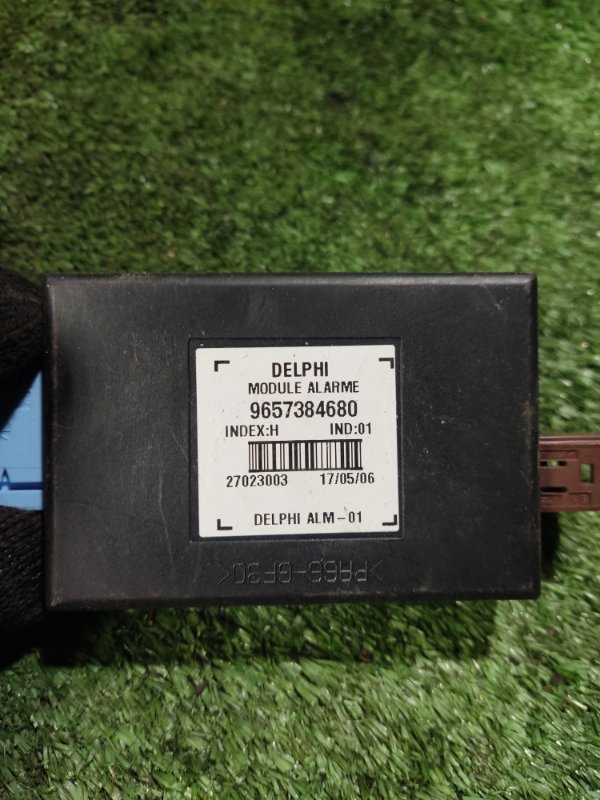 DELPHI
MODULE ALARME
9657384680
INDEX:H IND:01
27023003 17/05/06
DELPHI ALM-01
>PA66-GF30<
A